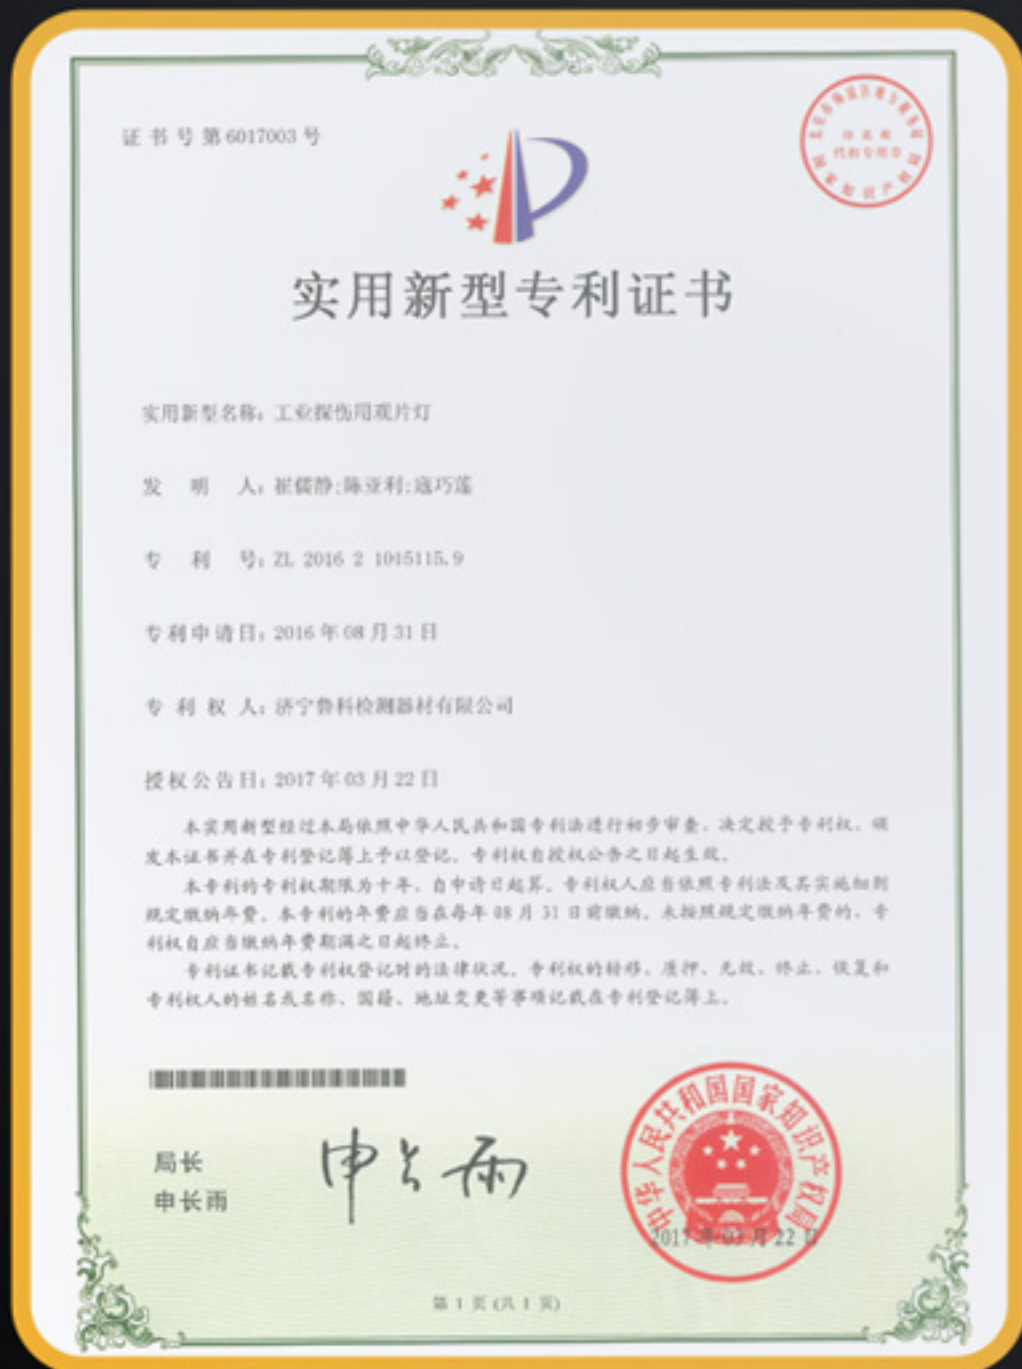 证书号第6017003号
实用新型专利证书
实用新型名称：工业探伤用观片灯
发 明 人：崔儒静;陈亚利;寇巧莲
专 利 号：ZL 2016 2 1015115.9
专利申请日：2016年08月31日
专 利 权 人：济宁鲁科检测器材有限公司
授权公告日：2017年03月22日
本实用新型经过本局依照中华人民共和国专利法进行初步审查，决定授予专利权，颁
发本证书并在专利登记簿上予以登记。专利权自授权公告之日起生效。
本专利的专利权期限为十年，自申请日起算。专利权人应当依照专利法及其实施细则
规定缴纳年费。本专利的年费应当在每年08月31日前缴纳。未按照规定缴纳年费的，专
利权自应当缴纳年费期满之日起终止。
专利证书记载专利权登记时的法律状况。专利权的转移、质押、无效、终止、恢复和
专利权人的姓名或名称、国籍、地址变更等事项记载在专利登记簿上。
局长
申长雨
申长雨
中华人民共和国国家知识产权局
2017年03月22日
第1页(共1页)